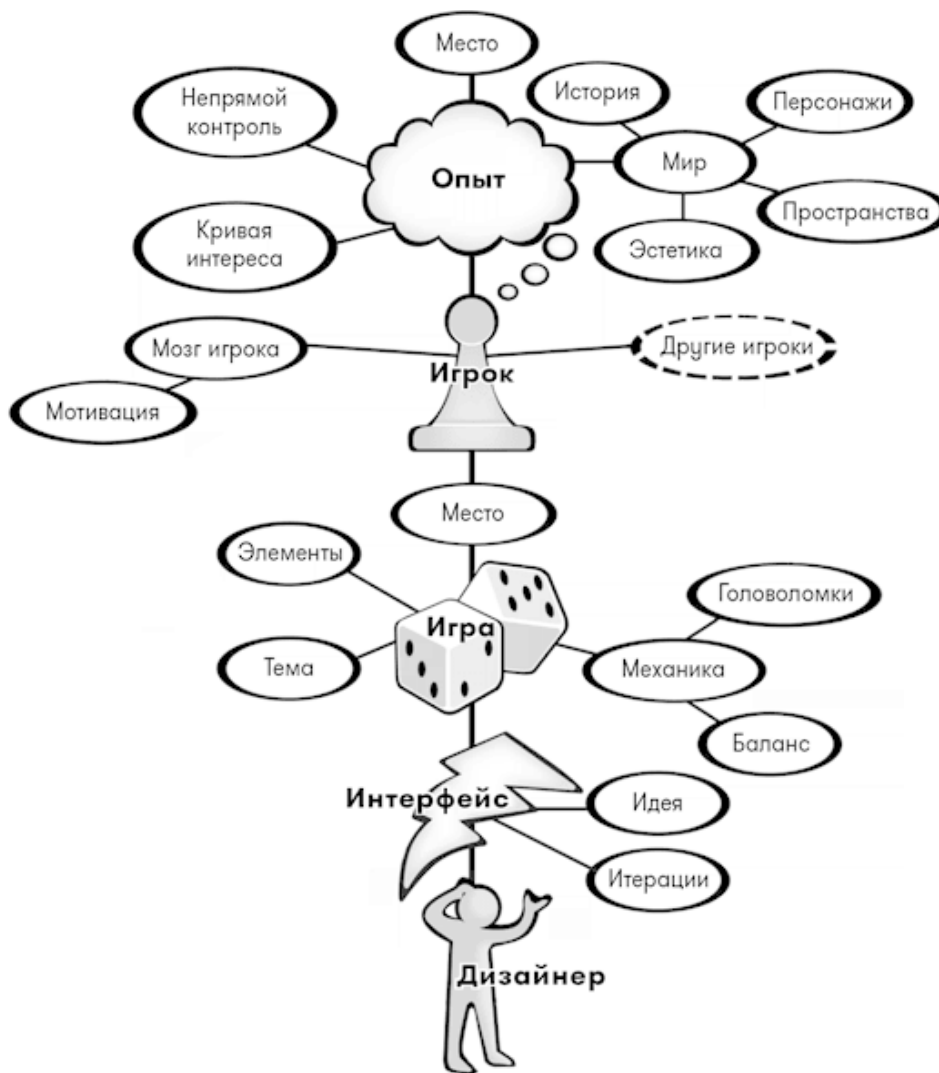 Место
Непрямой
контроль
История
Персонажи
Опыт
Мир
Пространства
Кривая
интереса
Эстетика
Мозг игрока
Другие игроки
Игрок
Мотивация
Место
Элементы
Головоломки
Игра
Тема
Механика
Баланс
Интерфейс
Идея
Итерации
Дизайнер